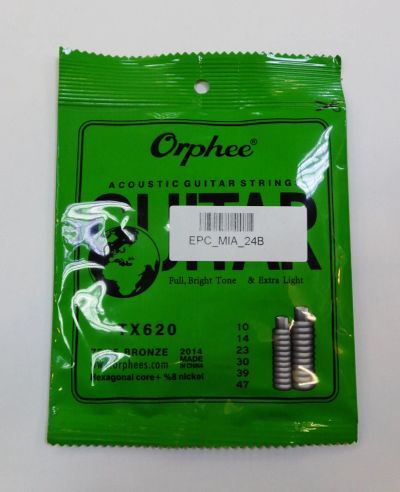 Orphee®
ACOUSTIC GUITAR STRING
GUITAR
EPC_MIA_24B
Full, Bright Tone & Extra Light
TX620
BRONZE
2014
MADE
IN CHINA
orphees.com
Hexagonal core+ %8 nickel
10
14
23
30
39
47